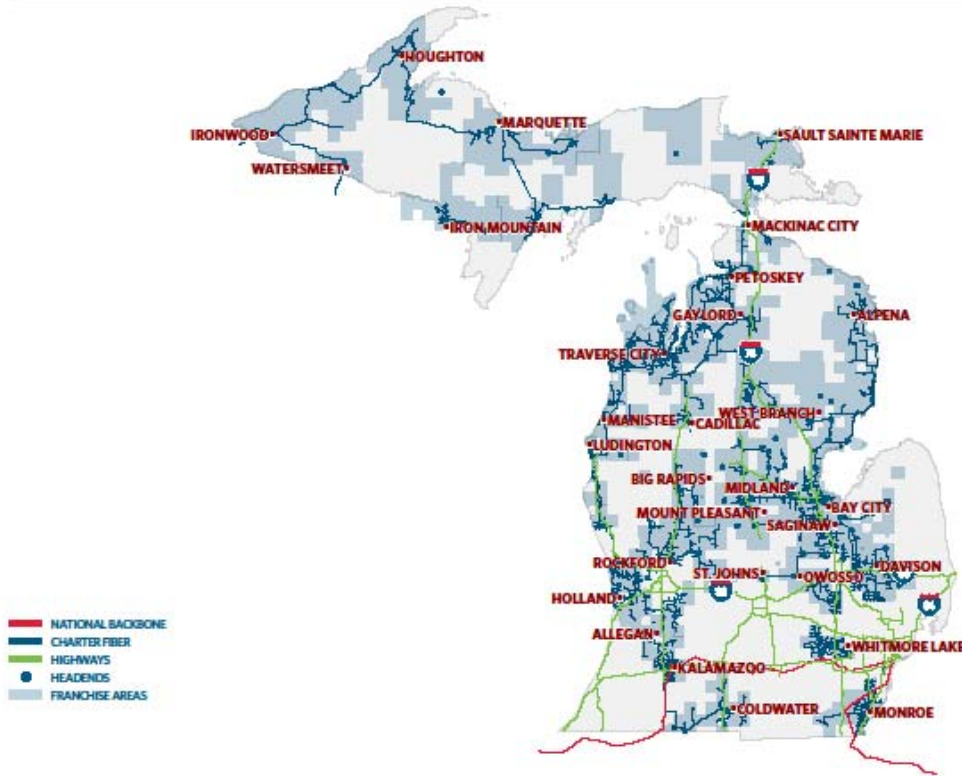 HOUGHTON
MARQUETTE
IRONWOOD
SAULT SAINTE MARIE
WATERSMEET
IRON MOUNTAIN
MACKINAC CITY
PETOSKEY
GAYLORD
ALPENA
TRAVERSE CITY
WEST BRANCH
MANISTEE
CADILLAC
LUDINGTON
BIG RAPIDS
MIDLAND
BAY CITY
MOUNT PLEASANT
SAGINAW
ROCKFORD
DAVISON
ST. JOHNS
OWOSSO
HOLLAND
ALLEGAN
WHITMORE LAKE
KALAMAZOO
COLDWATER
MONROE
NATIONAL BACKBONE
CHARTER FIBER
HIGHWAYS
HEADENDS
FRANCHISE AREAS